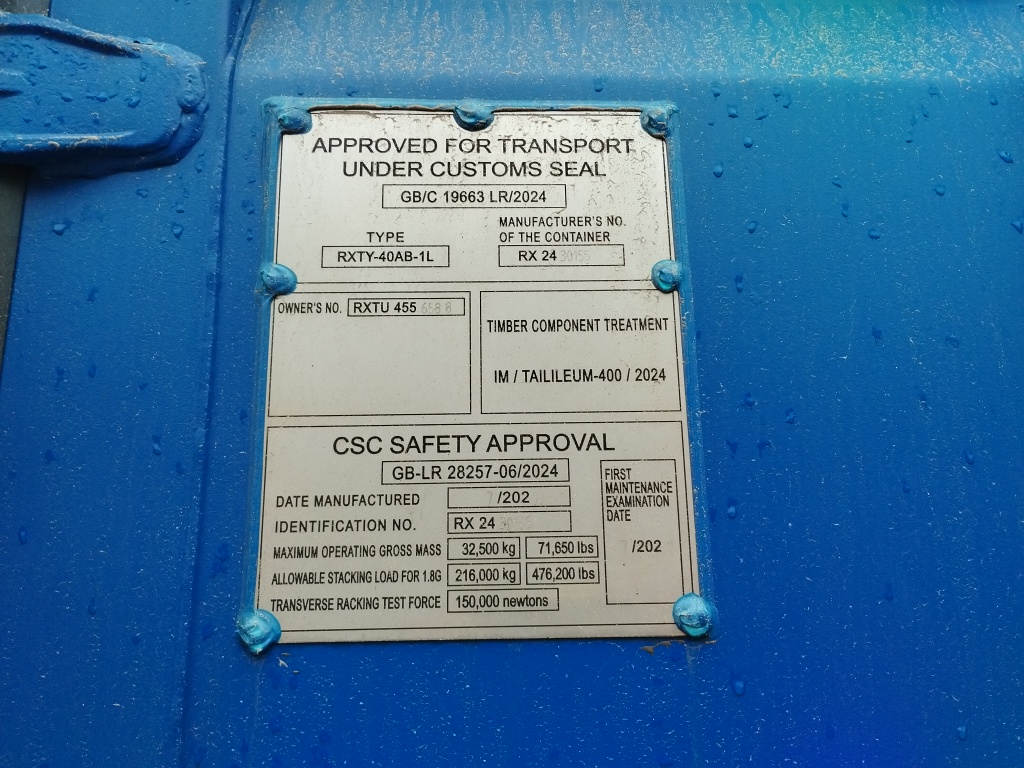 APPROVED FOR TRANSPORT
UNDER CUSTOMS SEAL
GB/C 19663 LR/2024
TYPE
RXTY-40AB-1L
MANUFACTURER'S NO.
OF THE CONTAINER
RX 24
OWNER'S NO. RXTU 455
TIMBER COMPONENT TREATMENT
IM / TAILILEUM-400 / 2024
CSC SAFETY APPROVAL
GB-LR 28257-06/2024
DATE MANUFACTURED /202
IDENTIFICATION NO. RX 24
MAXIMUM OPERATING GROSS MASS 32,500 kg 71,650 lbs
ALLOWABLE STACKING LOAD FOR 1.8G 216,000 kg 476,200 lbs
TRANSVERSE RACKING TEST FORCE 150,000 newtons
FIRST
MAINTENANCE
EXAMINATION
DATE
/202